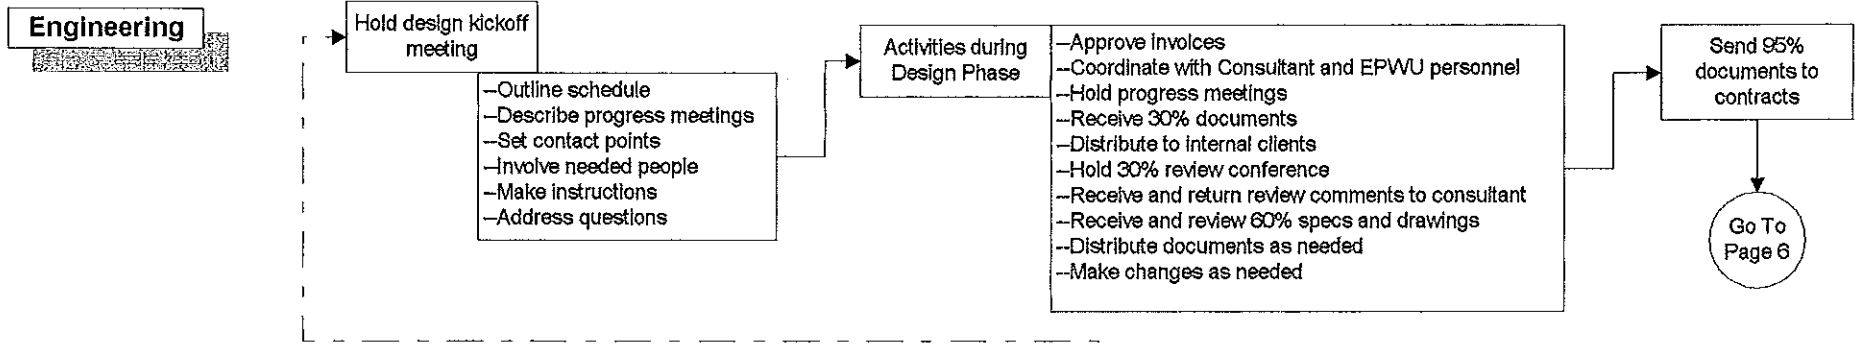 Engineering
Hold design kickoff
meeting
--Outline schedule
--Describe progress meetings
--Set contact points
--Involve needed people
--Make instructions
--Address questions
Activities during
Design Phase
--Approve invoices
--Coordinate with Consultant and EPWU personnel
--Hold progress meetings
--Receive 30% documents
--Distribute to internal clients
--Hold 30% review conference
--Receive and return review comments to consultant
--Receive and review 60% specs and drawings
--Distribute documents as needed
--Make changes as needed
Send 95%
documents to
contracts
Go To
Page 6